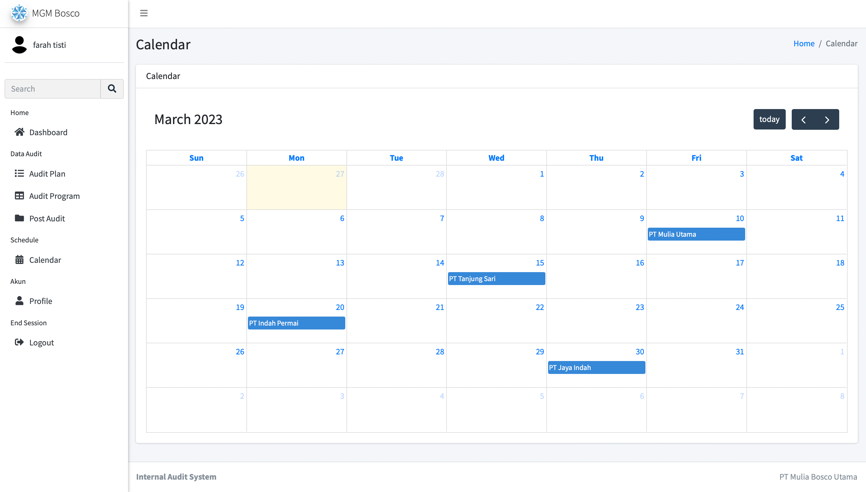 MGM Bosco
farah tisti
Search
Home
Dashboard
Data Audit
Audit Plan
Audit Program
Post Audit
Schedule
Calendar
Akun
Profile
End Session
Logout
Calendar
Home / Calendar
Calendar
March 2023
today
Sun Mon Tue Wed Thu Fri Sat
26 27 28 1 2 3 4
5 6 7 8 9 10 11
PT Mulia Utama
12 13 14 15 16 17 18
PT Tanjung Sari
19 20 21 22 23 24 25
PT Indah Permai
26 27 28 29 30 31 1
PT Jaya Indah
2 3 4 5 6 7 8
Internal Audit System
PT Mulia Bosco Utama